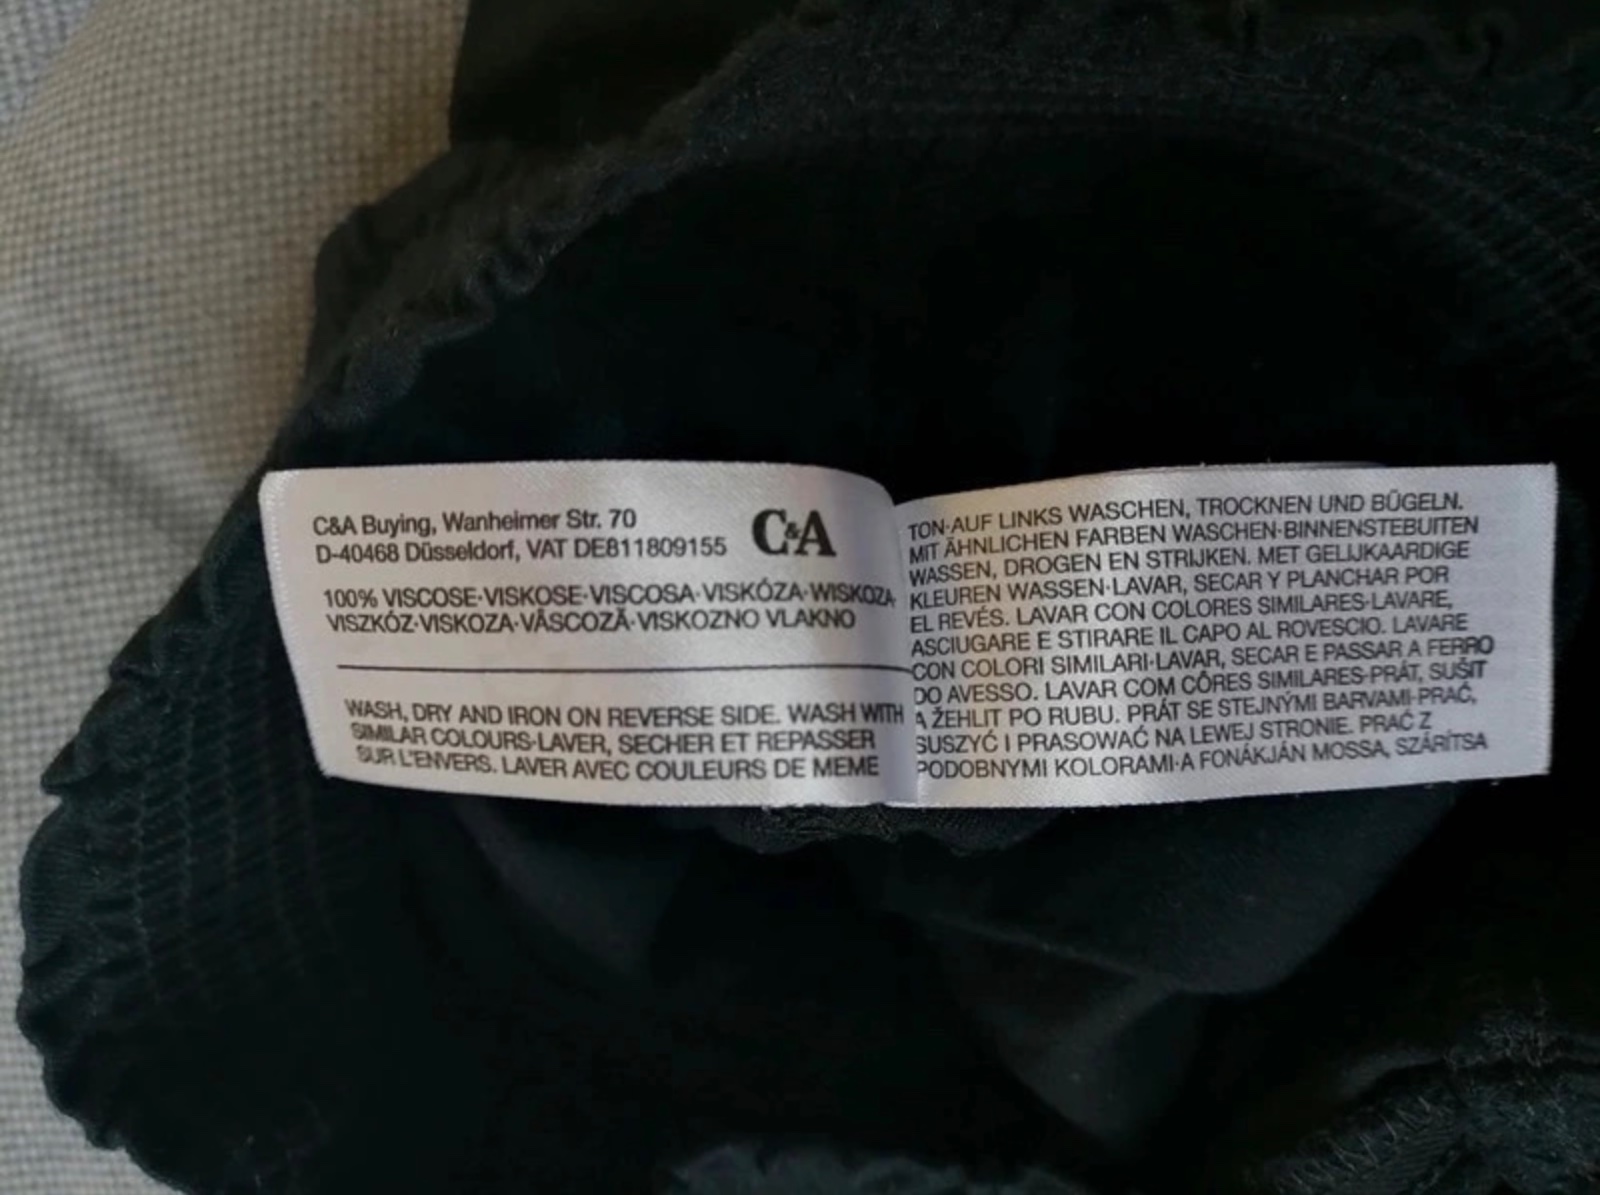 C&A Buying, Wanheimer Str. 70
D-40468 Düsseldorf, VAT DE811809155
C&A
100% VISCOSE·VISKOSE·VISCOSA·VISKÓZA·WISKOZA
VISZKÓZ·VISKOZA·VÂSCOZĂ·VISKOZNO VLAKNO
WASH, DRY AND IRON ON REVERSE SIDE. WASH WITH
SIMILAR COLOURS·LAVER, SECHER ET REPASSER
SUR L'ENVERS. LAVER AVEC COULEURS DE MEME
TON·AUF LINKS WASCHEN, TROCKNEN UND BÜGELN.
MIT ÄHNLICHEN FARBEN WASCHEN·BINNENSTEBUITEN
WASSEN, DROGEN EN STRIJKEN. MET GELIJKAARDIGE
KLEUREN WASSEN·LAVAR, SECAR Y PLANCHAR POR
EL REVÉS. LAVAR CON COLORES SIMILARES·LAVARE,
ASCIUGARE E STIRARE IL CAPO AL ROVESCIO. LAVARE
CON COLORI SIMILARI·LAVAR, SECAR E PASSAR A FERRO
DO AVESSO. LAVAR COM CÔRES SIMILARES·PRÁT, SUŠIT
A ŽEHLIT PO RUBU. PRÁT SE STEJNÝMI BARVAMI·PRAĆ,
SUSZYĆ I PRASOWAĆ NA LEWEJ STRONIE. PRAĆ Z
PODOBNYMI KOLORAMI·A FONÁKJÁN MOSSA, SZÁRÍTSA